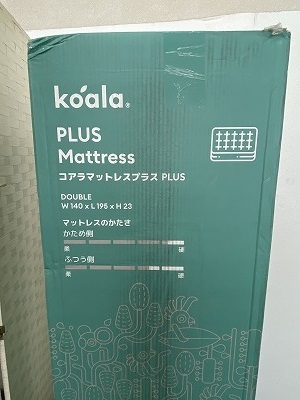 koala®
PLUS
Mattress
コアラマットレスプラス PLUS
DOUBLE
W 140 x L 195 x H 23
マットレスのかたさ
かため側
柔 硬
ふつう側
柔 硬